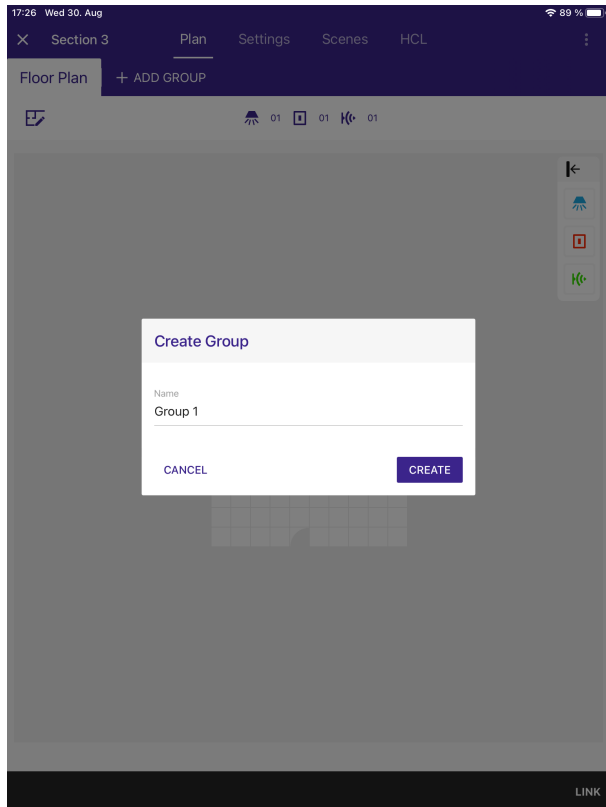 17:26 Wed 30. Aug 89 %
Section 3 Plan Settings Scenes HCL
Floor Plan + ADD GROUP
01 01 01
Create Group
Name
Group 1
CANCEL CREATE
LINK